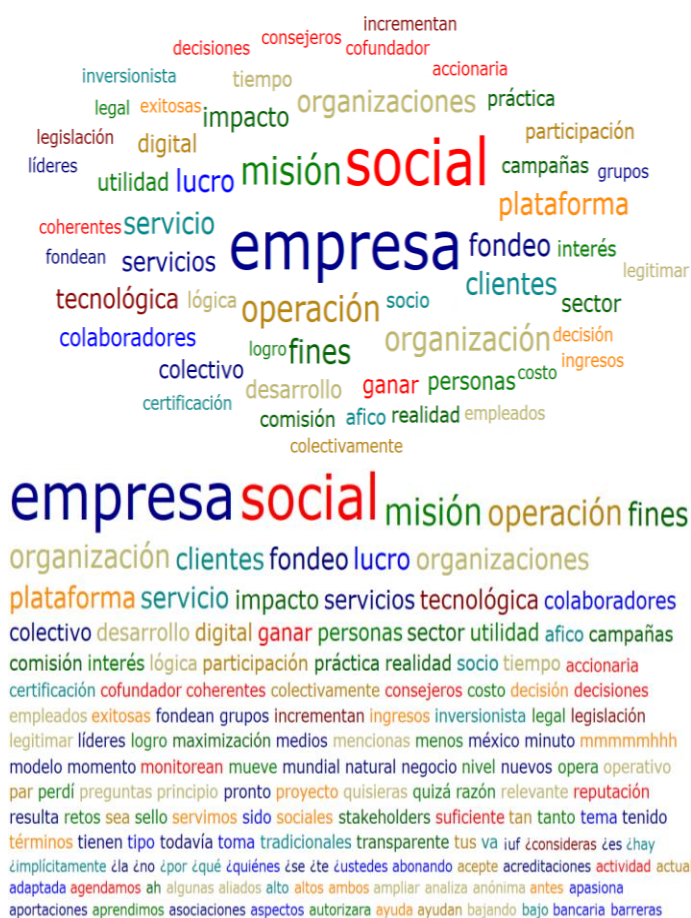 incrementan
decisiones consejeros cofundador
inversionista tiempo accionaria
legal exitosas impacto organizaciones práctica
legislación digital participación
líderes utilidad lucro misión social campañas grupos
plataforma
coherentes servicio empresa fondeo interés
fondean servicios clientes legitimar
tecnológica lógica operación socio sector
colaboradores logro fines organización decisión
colectivo desarrollo ganar personas costo ingresos
certificación comisión afico realidad empleados
colectivamente
empresa social misión operación fines
organización clientes fondeo lucro organizaciones
plataforma servicio impacto servicios tecnológica colaboradores
colectivo desarrollo digital ganar personas sector utilidad afico campañas
comisión interés lógica participación práctica realidad socio tiempo accionaria
certificación cofundador coherentes colectivamente consejeros costo decisión decisiones
empleados exitosas fondean grupos incrementan ingresos inversionista legal legislación
legitimar líderes logro maximización medios mencionas menos méxico minuto mmmmmhhh
modelo momento monitorean mueve mundial natural negocio nivel nuevos opera operativo
par perdí preguntas principio pronto proyecto quisieras quizá razón relevante reputación
resulta retos sea sello servimos sido sociales stakeholders suficiente tan tanto tema tenido
términos tienen tipo todavía toma tradicionales transparente tus va iuf ¿consideras ¿es ¿hay
¿implícitamente ¿la ¿no ¿por ¿qué ¿quiénes ¿se ¿te ¿ustedes abonando acepte acreditaciones actividad actual
adaptada agendamos ah algunas aliados alto altos ambos ampliar analiza anónima antes apasiona
aportaciones aprendimos asociaciones aspectos autorizara ayuda ayudan bajando bajo bancaria barreras